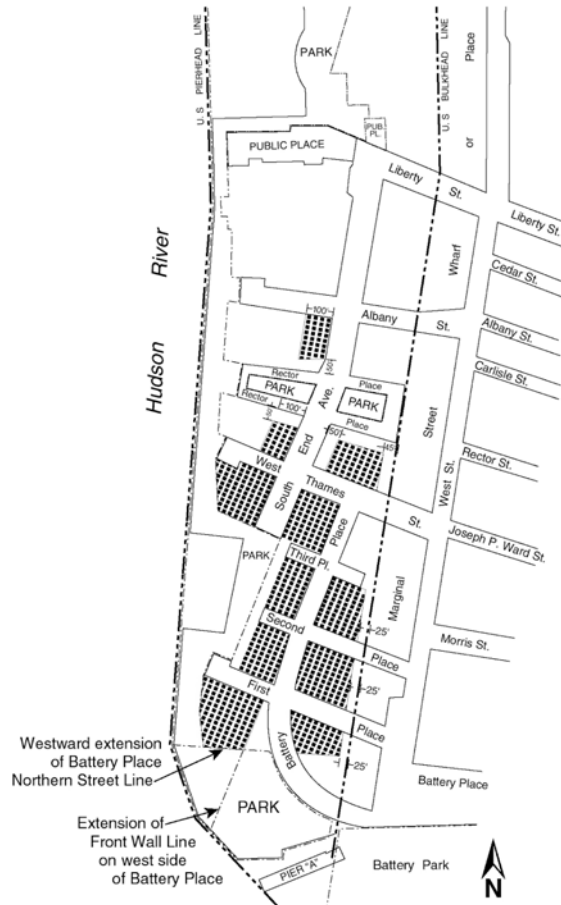 U.S PIERHEAD LINE
PARK
U.S BULKHEAD LINE
Place
or
PUB.
PL.
PUBLIC PLACE
Liberty
St.
Liberty St.
Wharf
Cedar St.
Hudson
River
100'
Albany
St.
Albany St.
50'
Carlisle St.
Rector
Place
PARK
Ave.
PARK
Rector
100'
50'
Place
50'
45'
Street
End
West
South
Thames
St.
Rector St.
West St.
Place
Joseph P. Ward St.
PARK
Third Pl.
Marginal
Second
Place
25'
Morris St.
First
Place
25'
Battery
25'
Battery Place
Westward extension
of Battery Place
Northern Street Line
PARK
Extension of
Front Wall Line
on west side
of Battery Place
PIER "A"
Battery Park
N